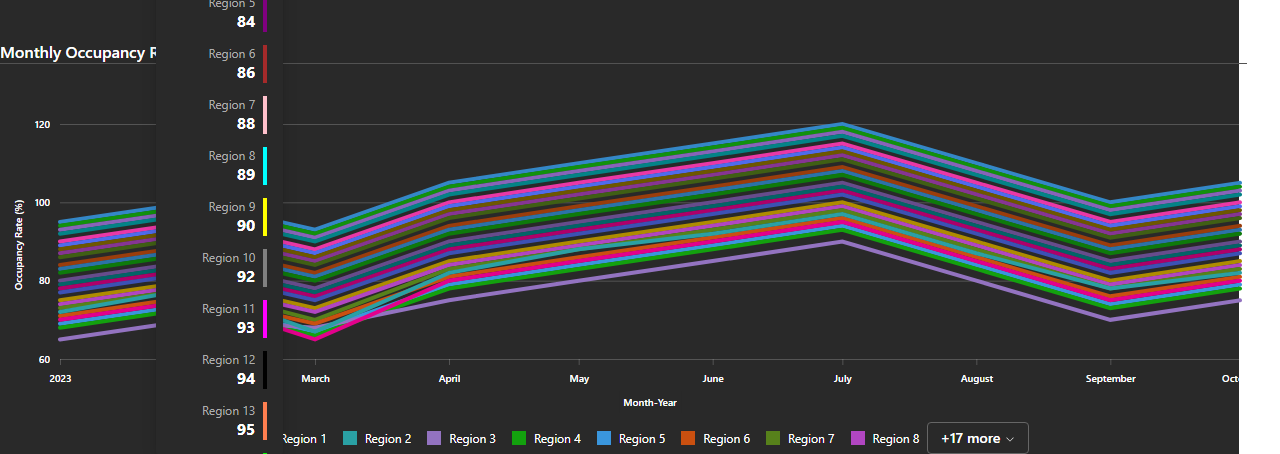 Region 5
84
Monthly Occupancy R
Region 6
86
Region 7
88
Region 8
89
Region 9
90
Region 10
92
Region 11
93
Region 12
94
Region 13
95
Occupancy Rate (%)
120
100
80
60
2023
March
April
May
June
July
August
September
Octo
Month-Year
Region 1
Region 2
Region 3
Region 4
Region 5
Region 6
Region 7
Region 8
+17 more